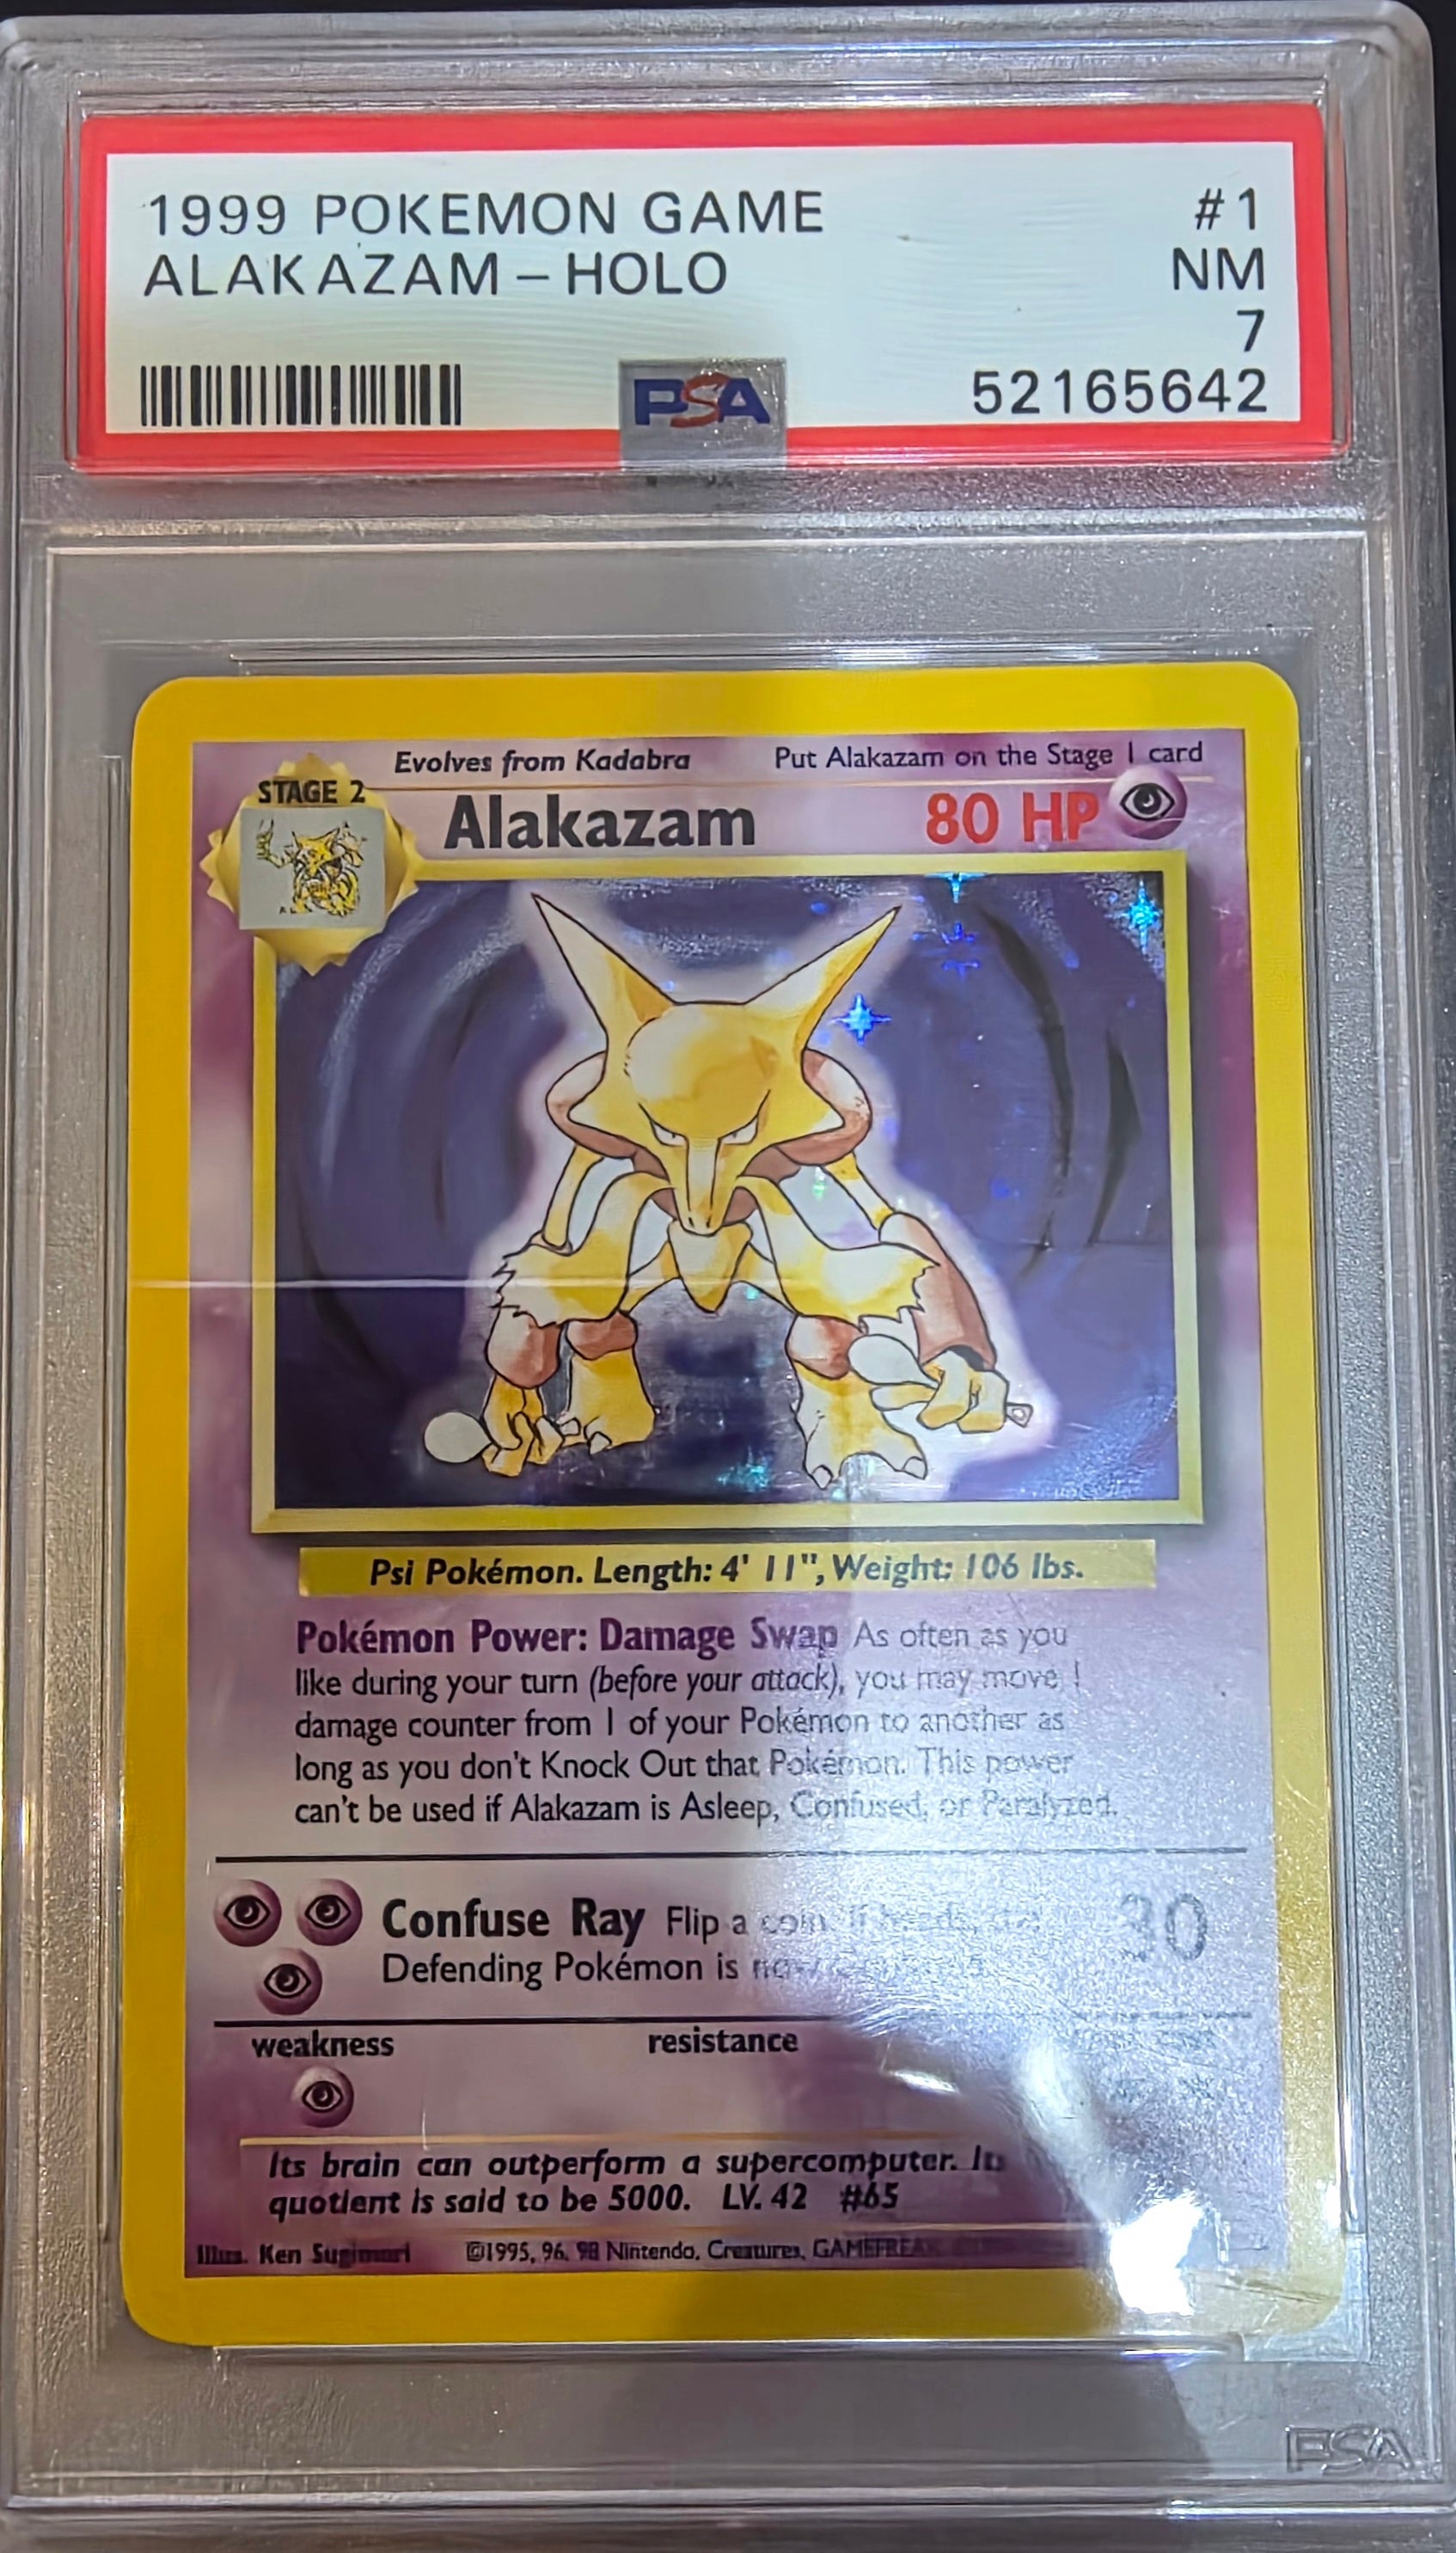 1999 POKEMON GAME #1
ALAKAZAM – HOLO NM
7
PSA 52165642
Evolves from Kadabra Put Alakazam on the Stage 1 card
STAGE 2
Alakazam 80 HP
Psi Pokémon. Length: 4' 11", Weight: 106 lbs.
Pokémon Power: Damage Swap As often as you
like during your turn (before your attack), you may move 1
damage counter from 1 of your Pokémon to another as
long as you don't Knock Out that Pokémon. This power
can't be used if Alakazam is Asleep, Confused, or Paralyzed.
Confuse Ray Flip a coin. If heads, 30
Defending Pokémon is now
weakness resistance
Its brain can outperform a supercomputer. Its
quotient is said to be 5000. LV. 42 #65
Illus. Ken Sugimori ©1995, 96, 98 Nintendo, Creatures, GAMEFREAK
PSA